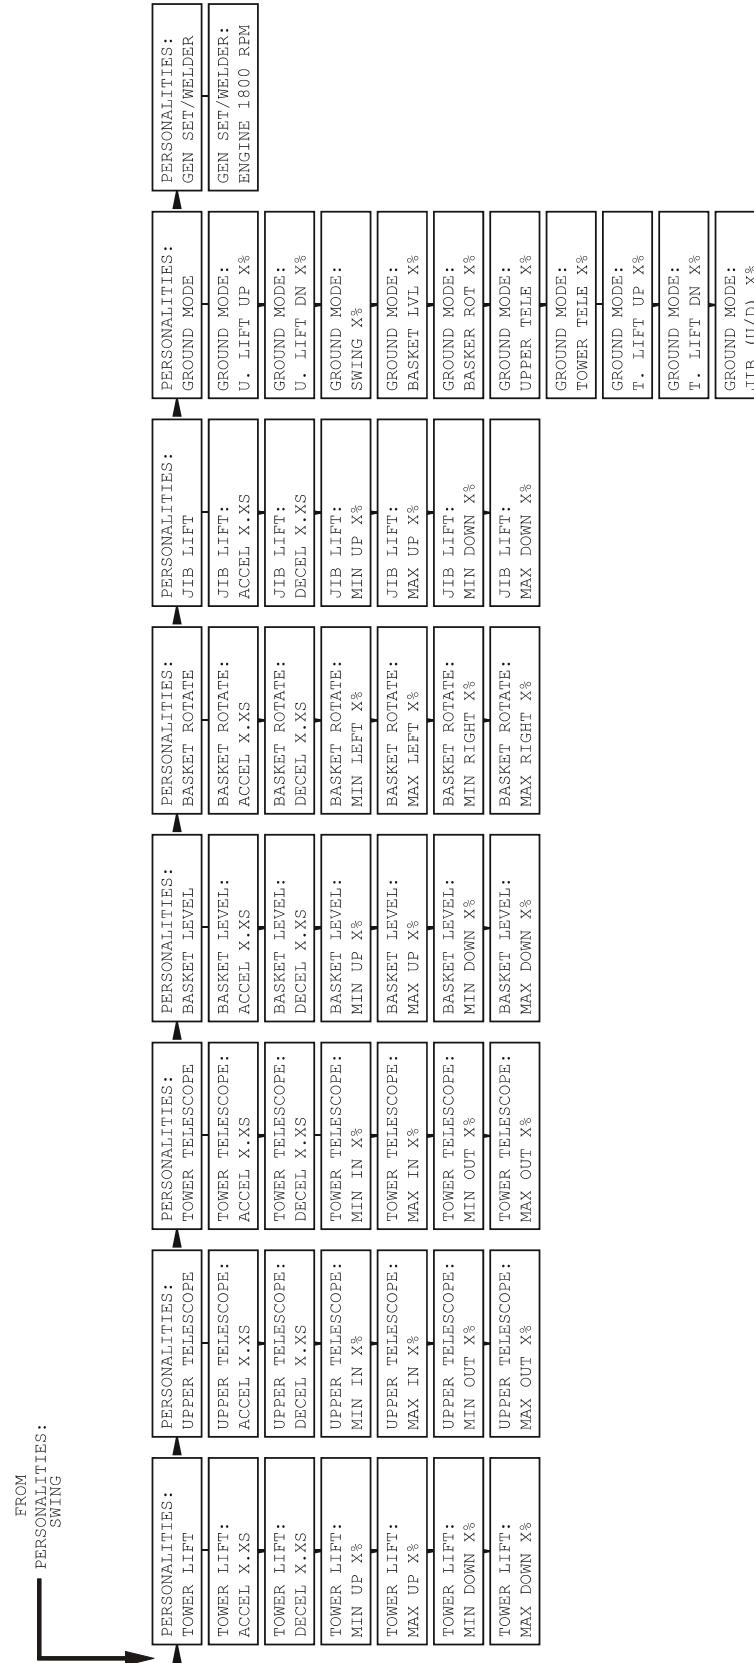 FROM
PERSONALITIES:
SWING
PERSONALITIES:
TOWER LIFT
TOWER LIFT:
ACCEL X.XS
TOWER LIFT:
DECEL X.XS
TOWER LIFT:
MIN UP X%
TOWER LIFT:
MAX UP X%
TOWER LIFT:
MIN DOWN X%
TOWER LIFT:
MAX DOWN X%
PERSONALITIES:
UPPER TELESCOPE
UPPER TELESCOPE:
ACCEL X.XS
UPPER TELESCOPE:
DECEL X.XS
UPPER TELESCOPE:
MIN IN X%
UPPER TELESCOPE:
MAX IN X%
UPPER TELESCOPE:
MIN OUT X%
UPPER TELESCOPE:
MAX OUT X%
PERSONALITIES:
TOWER TELESCOPE
TOWER TELESCOPE:
ACCEL X.XS
TOWER TELESCOPE:
DECEL X.XS
TOWER TELESCOPE:
MIN IN X%
TOWER TELESCOPE:
MAX IN X%
TOWER TELESCOPE:
MIN OUT X%
TOWER TELESCOPE:
MAX OUT X%
PERSONALITIES:
BASKET LEVEL
BASKET LEVEL:
ACCEL X.XS
BASKET LEVEL:
DECEL X.XS
BASKET LEVEL:
MIN UP X%
BASKET LEVEL:
MAX UP X%
BASKET LEVEL:
MIN DOWN X%
BASKET LEVEL:
MAX DOWN X%
PERSONALITIES:
BASKET ROTATE
BASKET ROTATE:
ACCEL X.XS
BASKET ROTATE:
DECEL X.XS
BASKET ROTATE:
MIN LEFT X%
BASKET ROTATE:
MAX LEFT X%
BASKET ROTATE:
MIN RIGHT X%
BASKET ROTATE:
MAX RIGHT X%
PERSONALITIES:
JIB LIFT
JIB LIFT:
ACCEL X.XS
JIB LIFT:
DECEL X.XS
JIB LIFT:
MIN UP X%
JIB LIFT:
MAX UP X%
JIB LIFT:
MIN DOWN X%
JIB LIFT:
MAX DOWN X%
PERSONALITIES:
GROUND MODE
GROUND MODE:
U. LIFT UP X%
GROUND MODE:
U. LIFT DN X%
GROUND MODE:
SWING X%
GROUND MODE:
BASKET LVL X%
GROUND MODE:
BASKER ROT X%
GROUND MODE:
UPPER TELE X%
GROUND MODE:
TOWER TELE X%
GROUND MODE:
T. LIFT UP X%
GROUND MODE:
T. LIFT DN X%
GROUND MODE:
JIB (U/D) X%
PERSONALITIES:
GEN SET/WELDER
GEN SET/WELDER:
ENGINE 1800 RPM